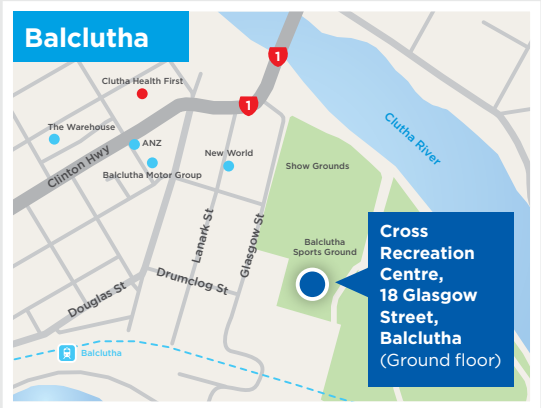 Balclutha
1
1
Clutha Health First
The Warehouse
ANZ
Clinton Hwy
Balclutha Motor Group
New World
Show Grounds
Clutha River
Lanark St
Glasgow St
Balclutha
Sports Ground
Drumclog St
Douglas St
Balclutha
Cross
Recreation
Centre,
18 Glasgow
Street,
Balclutha
(Ground floor)